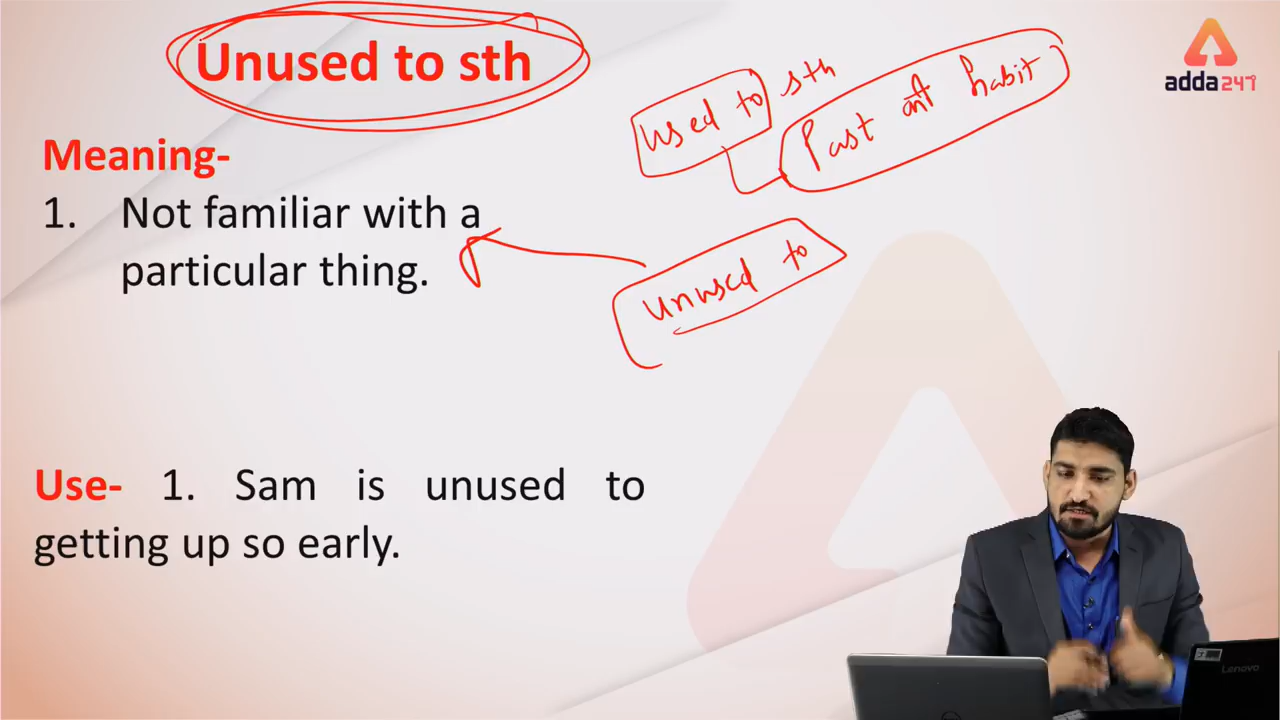 Unused to sth
used to sth
Past habit
adda247
Meaning-
1. Not familiar with a
particular thing.
unused to
Use- 1. Sam is unused to
getting up so early.
Lenovo